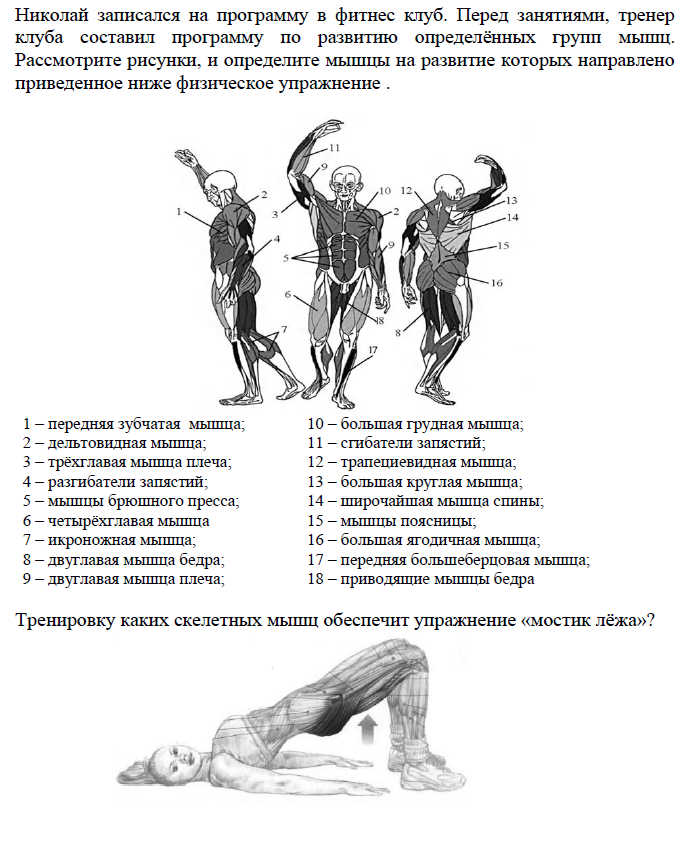 Николай записался на программу в фитнес клуб. Перед занятиями, тренер
клуба составил программу по развитию определённых групп мышц.
Рассмотрите рисунки, и определите мышцы на развитие которых направлено
приведенное ниже физическое упражнение .
11
9
10
2
1
2
3
4
5
9
6
18
7
17
12
13
14
15
16
8
1 – передняя зубчатая мышца;
2 – дельтовидная мышца;
3 – трёхглавая мышца плеча;
4 – разгибатели запястий;
5 – мышцы брюшного пресса;
6 – четырёхглавая мышца
7 – икроножная мышца;
8 – двуглавая мышца бедра;
9 – двуглавая мышца плеча;
10 – большая грудная мышца;
11 – сгибатели запястий;
12 – трапециевидная мышца;
13 – большая круглая мышца;
14 – широчайшая мышца спины;
15 – мышцы поясницы;
16 – большая ягодичная мышца;
17 – передняя большеберцовая мышца;
18 – приводящие мышцы бедра
Тренировку каких скелетных мышц обеспечит упражнение «мостик лёжа»?